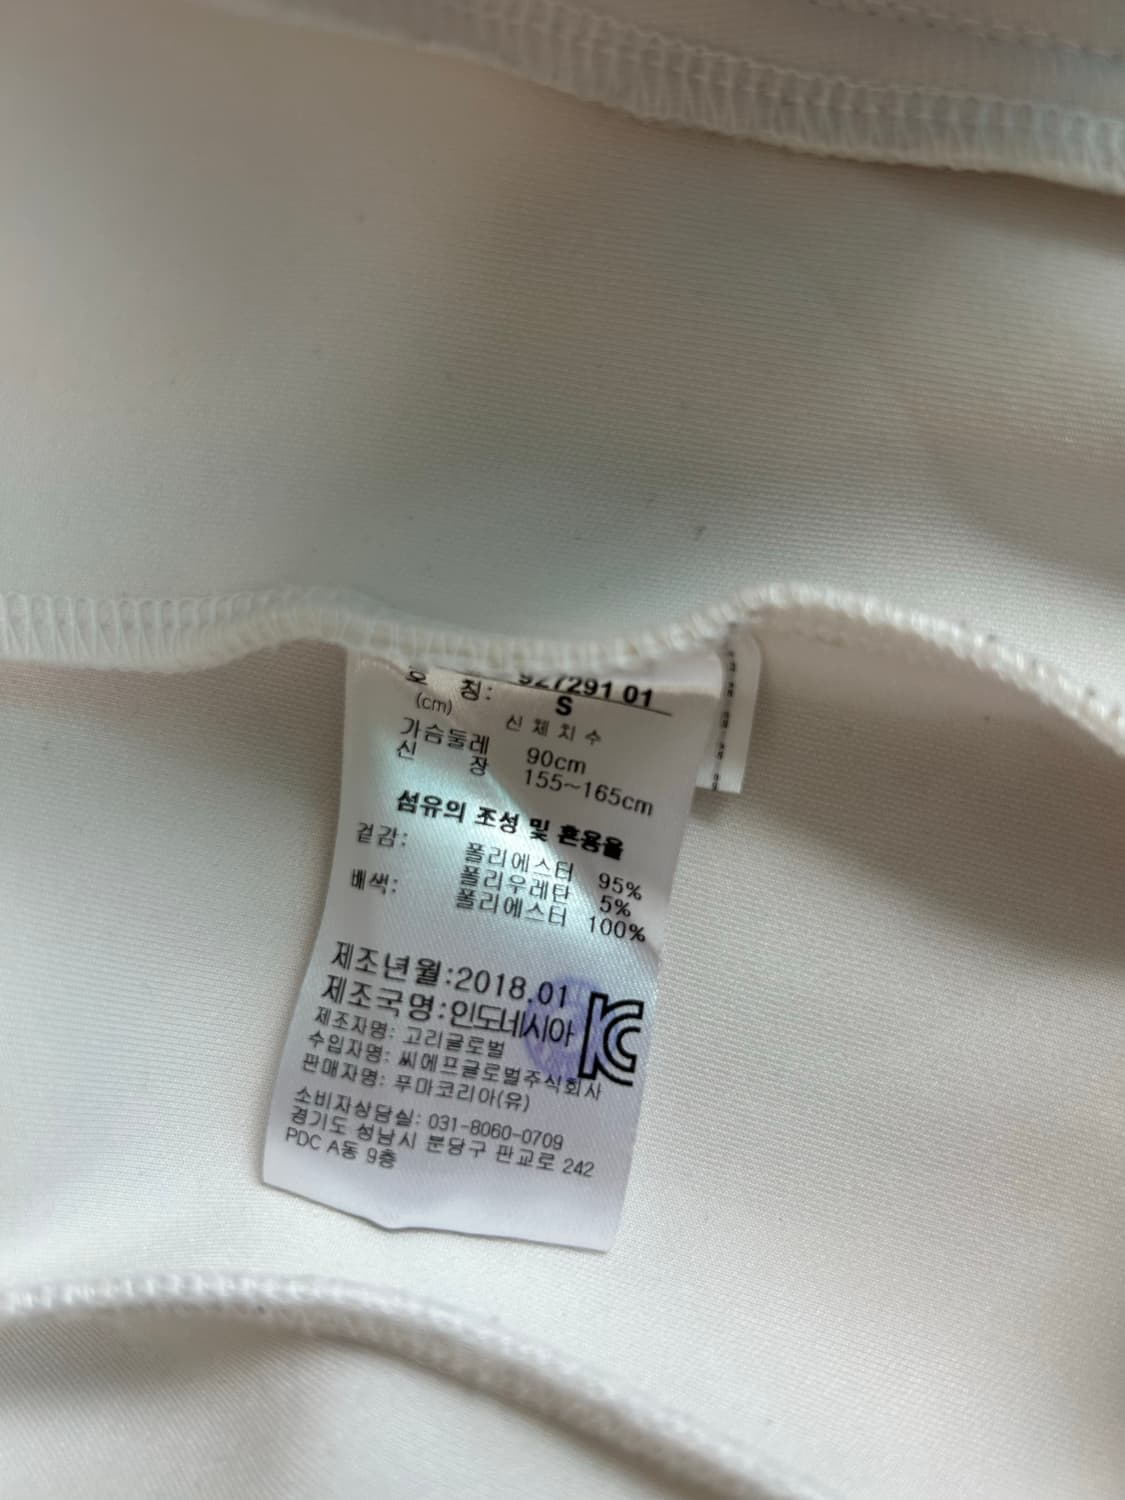 927291 01
호 칭: S
(cm) 신 체 치 수
가슴둘레 90cm
신 장 155~165cm
섬유의 조성 및 혼용율
겉감: 폴리에스터 95%
폴리우레탄 5%
배색: 폴리에스터 100%
제조년월:2018.01
제조국명:인도네시아
KC
제조자명: 고리글로벌
수입자명: 씨에프글로벌주식회사
판매자명: 푸마코리아(유)
소비자상담실: 031-8060-0709
경기도 성남시 분당구 판교로 242
PDC A동 9층